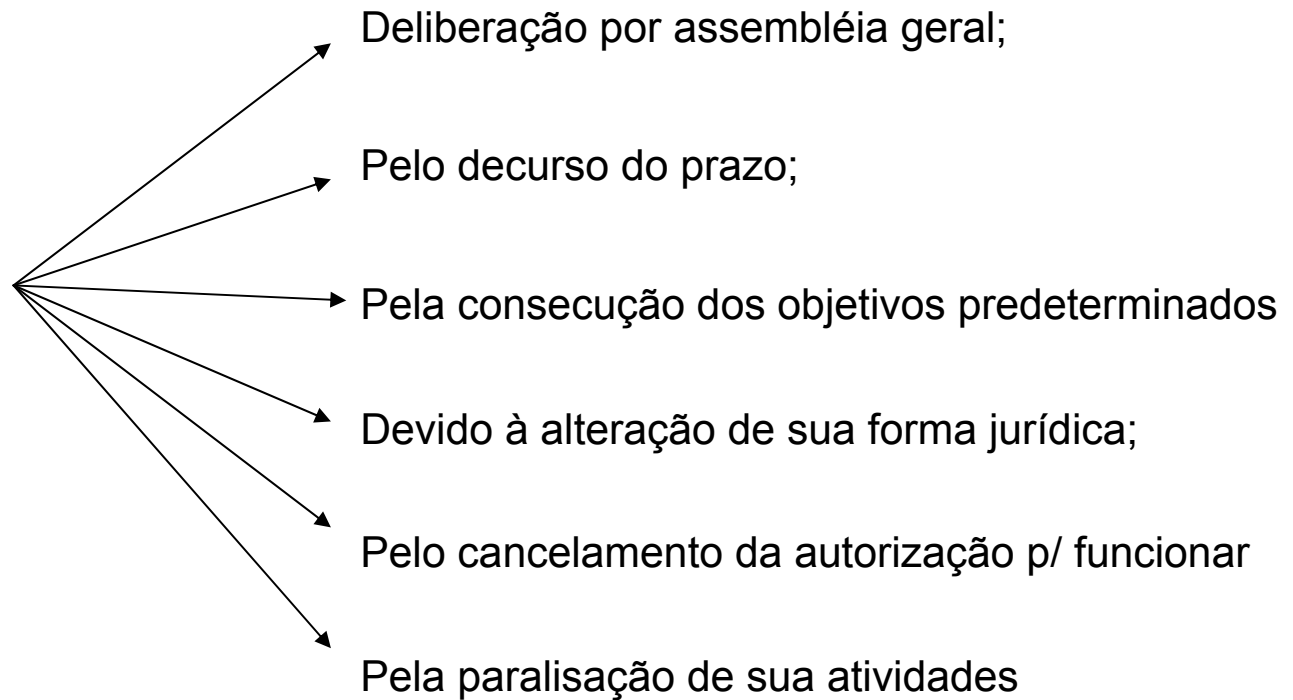 Deliberação por assembléia geral;
Pelo decurso do prazo;
Pela consecução dos objetivos predeterminados
Devido à alteração de sua forma jurídica;
Pelo cancelamento da autorização p/ funcionar
Pela paralisação de sua atividades